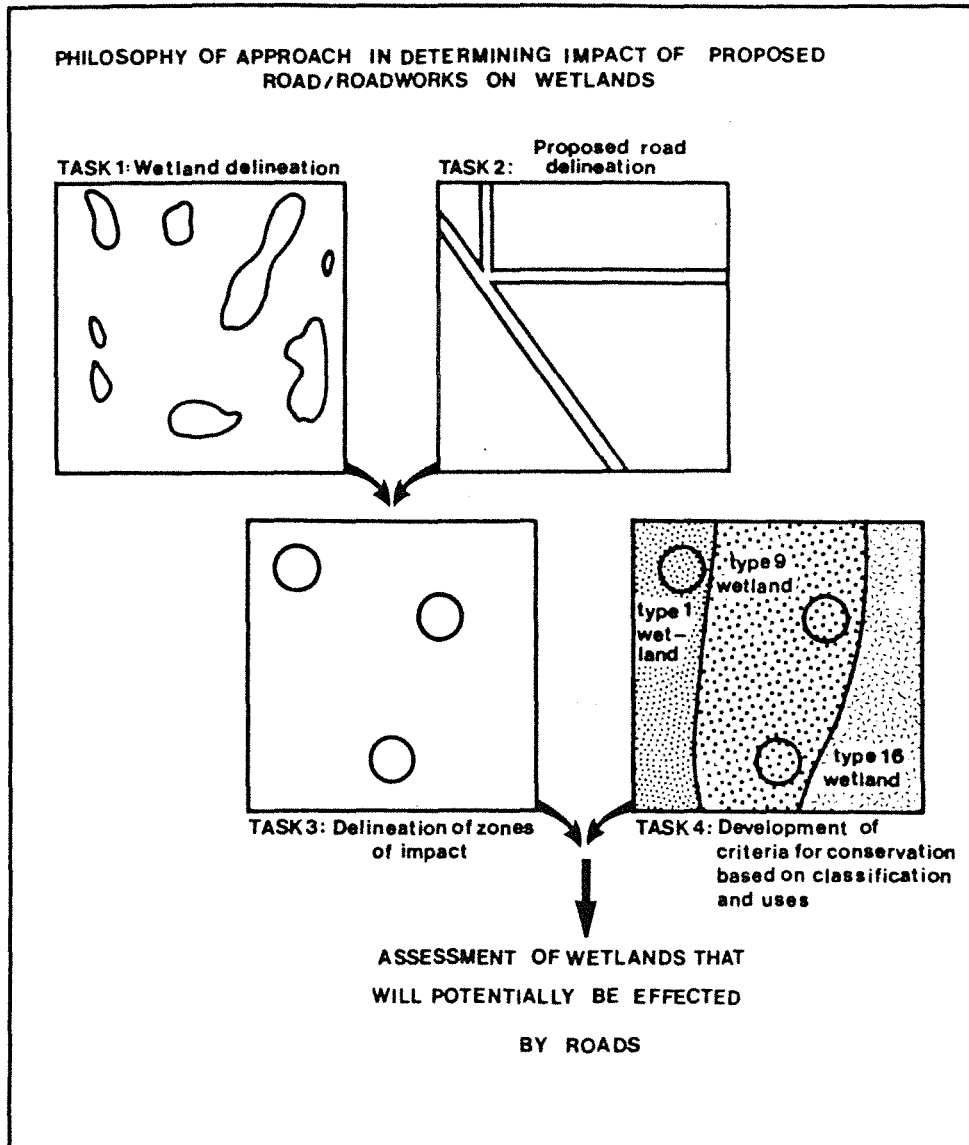 PHILOSOPHY OF APPROACH IN DETERMINING IMPACT OF PROPOSED
ROAD/ROADWORKS ON WETLANDS
TASK 1: Wetland delineation
TASK 2: Proposed road
delineation
type 9
wetland
type 1
wet-
land
type 16
wetland
TASK 3: Delineation of zones
of impact
TASK 4: Development of
criteria for conservation
based on classification
and uses
ASSESSMENT OF WETLANDS THAT
WILL POTENTIALLY BE EFFECTED
BY ROADS